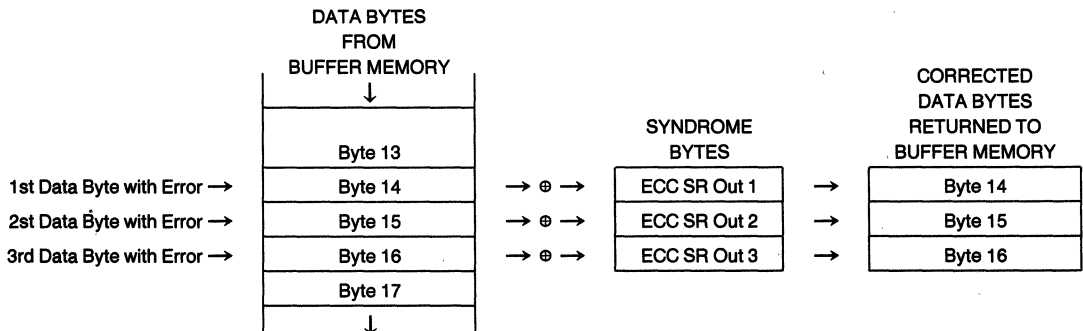 DATA BYTES
FROM
BUFFER MEMORY
↓
CORRECTED
DATA BYTES
RETURNED TO
BUFFER MEMORY
SYNDROME
BYTES
Byte 13
1st Data Byte with Error → Byte 14 → ⊕ → ECC SR Out 1 → Byte 14
2st Data Byte with Error → Byte 15 → ⊕ → ECC SR Out 2 → Byte 15
3rd Data Byte with Error → Byte 16 → ⊕ → ECC SR Out 3 → Byte 16
Byte 17
↓